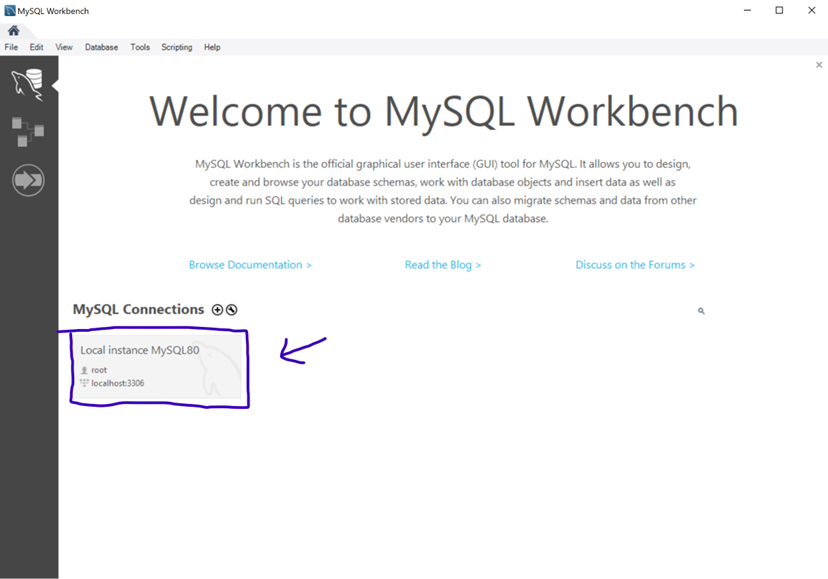 MySQL Workbench
File Edit View Database Tools Scripting Help
Welcome to MySQL Workbench
MySQL Workbench is the official graphical user interface (GUI) tool for MySQL. It allows you to design,
create and browse your database schemas, work with database objects and insert data as well as
design and run SQL queries to work with stored data. You can also migrate schemas and data from other
database vendors to your MySQL database.
Browse Documentation > Read the Blog > Discuss on the Forums >
MySQL Connections
Local instance MySQL80
root
localhost:3306